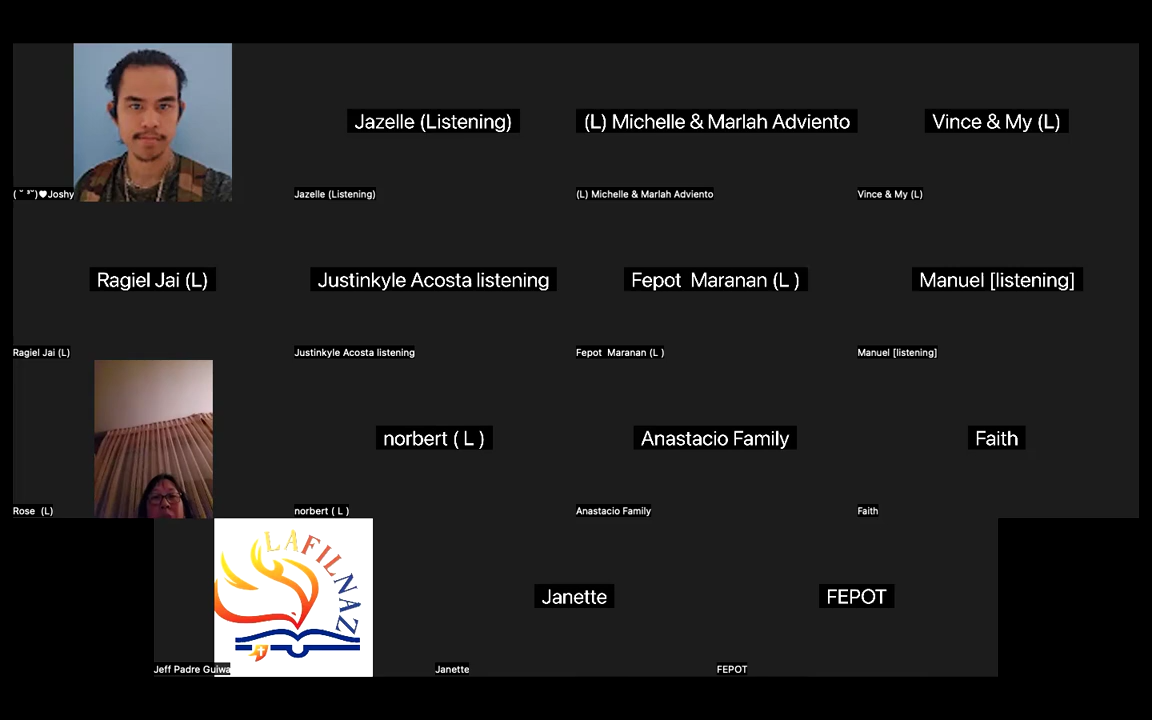 ( ˘ ³˘)♥Joshy
Jazelle (Listening)
Jazelle (Listening)
(L) Michelle & Marlah Adviento
(L) Michelle & Marlah Adviento
Vince & My (L)
Vince & My (L)
Ragiel Jai (L)
Ragiel Jai (L)
Justinkyle Acosta listening
Justinkyle Acosta listening
Fepot Maranan (L )
Fepot Maranan (L )
Manuel [listening]
Manuel [listening]
Rose (L)
norbert ( L )
norbert ( L )
Anastacio Family
Anastacio Family
Faith
Faith
LAFILNAZ
Jeff Padre Guiwa
Janette
Janette
FEPOT
FEPOT